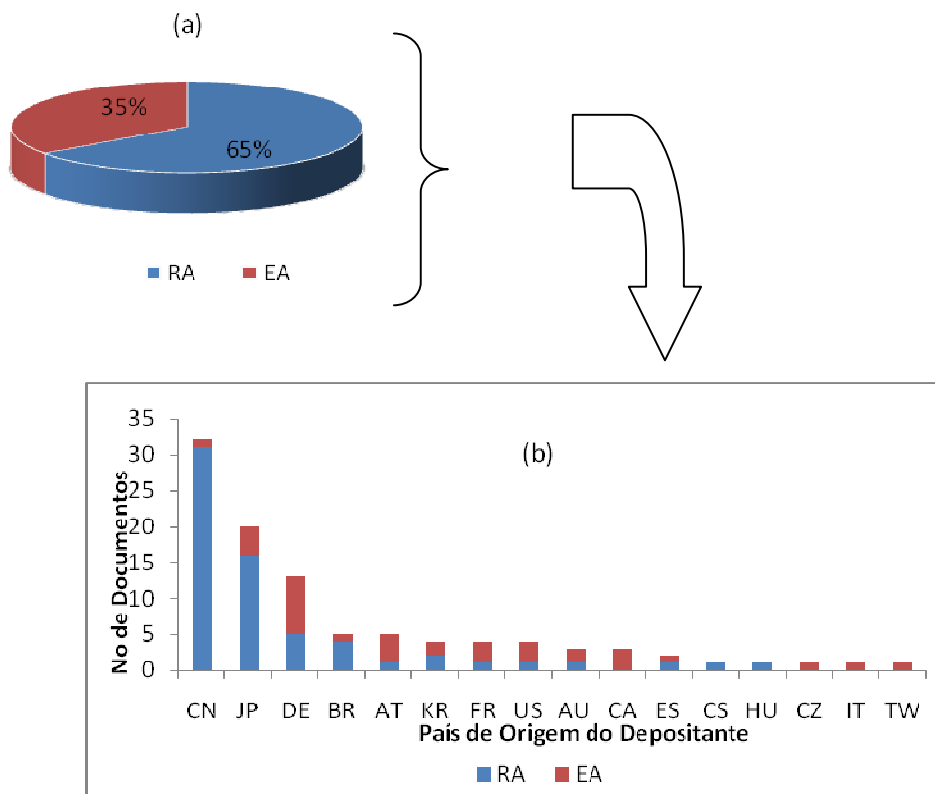 (a)
35%
65%
RA EA
(b)
No de Documentos
35
30
25
20
15
10
5
0
CN JP DE BR AT KR FR US AU CA ES CS HU CZ IT TW
País de Origem do Depositante
RA EA